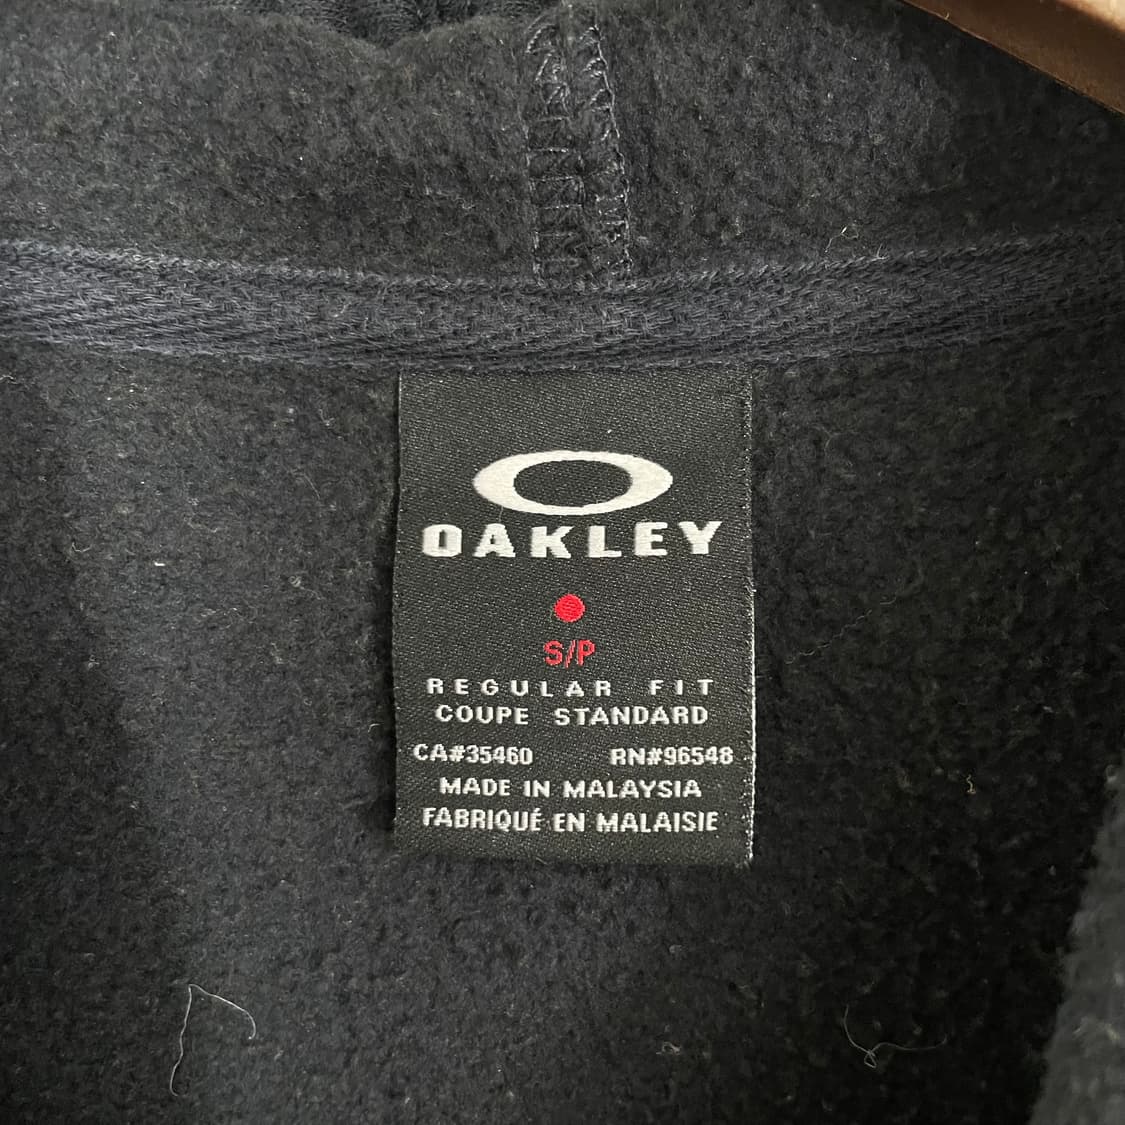 OAKLEY
S/P
REGULAR FIT
COUPE STANDARD
CA#35460 RN#96548
MADE IN MALAYSIA
FABRIQUÉ EN MALAISIE